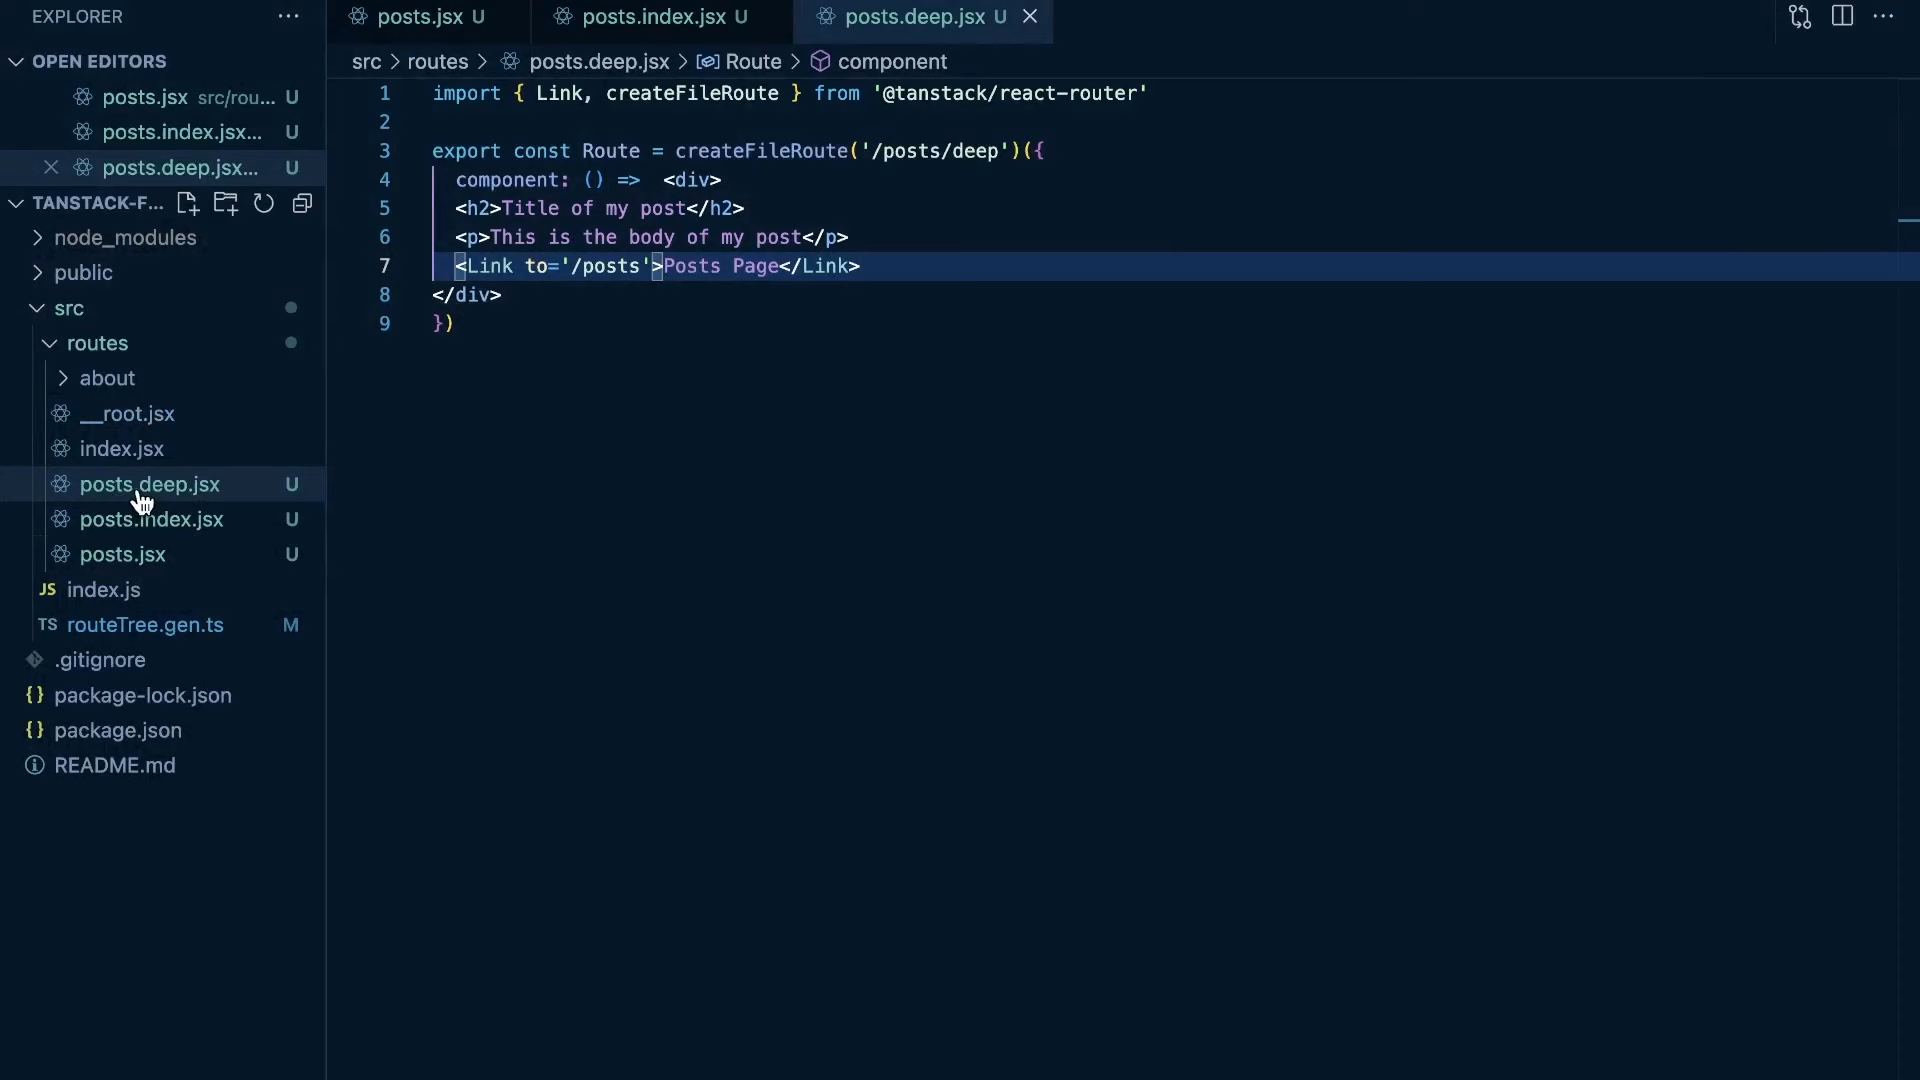 EXPLORER
OPEN EDITORS
posts.jsx src/rou... U
posts.index.jsx... U
posts.deep.jsx... U
TANSTACK-F...
node_modules
public
src
routes
about
__root.jsx
index.jsx
posts.deep.jsx U
posts.index.jsx U
posts.jsx U
JS index.js
TS routeTree.gen.ts M
.gitignore
{} package-lock.json
{} package.json
README.md
posts.jsx U
posts.index.jsx U
posts.deep.jsx U
src > routes > posts.deep.jsx > Route > component
1 import { Link, createFileRoute } from '@tanstack/react-router'
2
3 export const Route = createFileRoute('/posts/deep')({
4 component: () => <div>
5 <h2>Title of my post</h2>
6 <p>This is the body of my post</p>
7 <Link to='/posts'>Posts Page</Link>
8 </div>
9 })